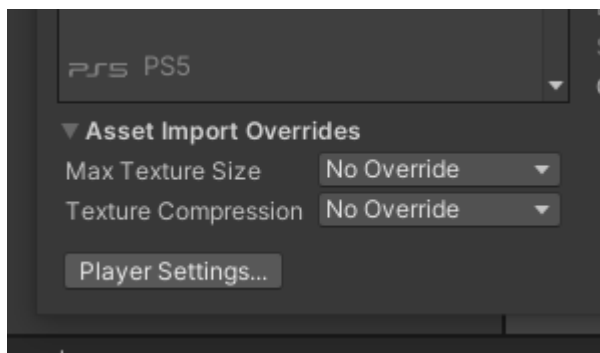 PS5 PS5
Asset Import Overrides
Max Texture Size No Override
Texture Compression No Override
Player Settings...